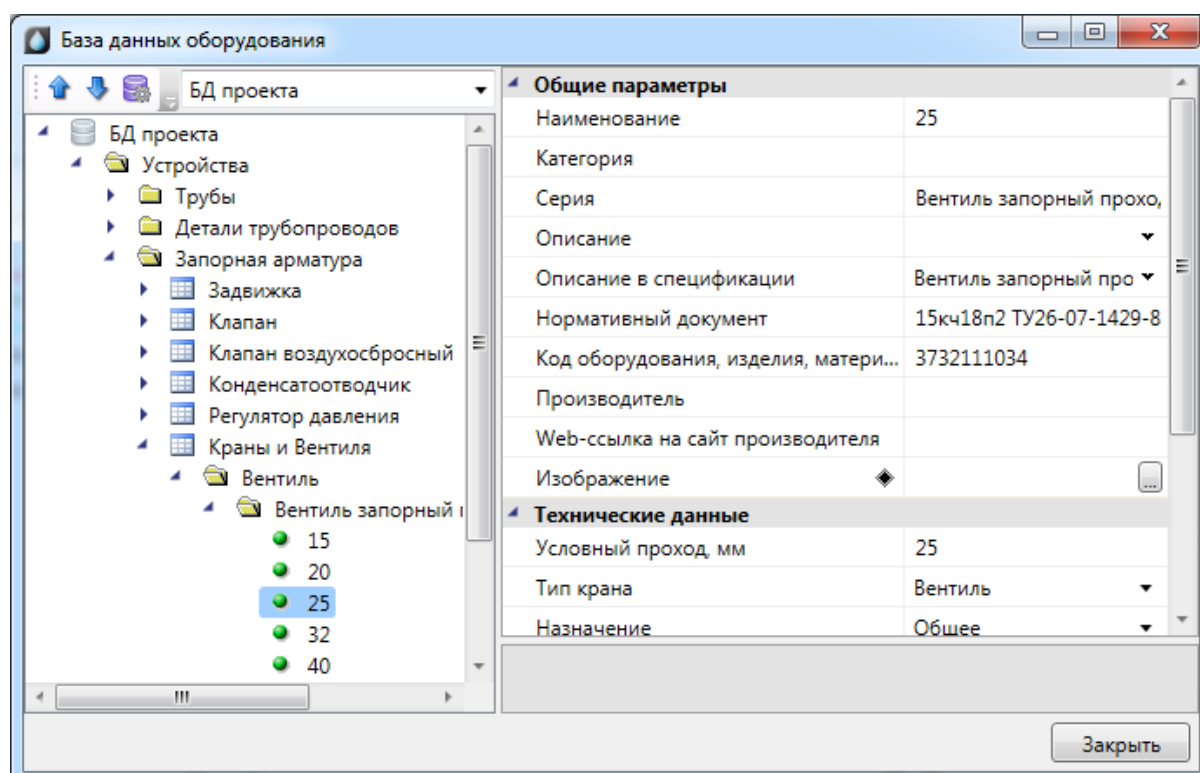 База данных оборудования
БД проекта
БД проекта
Устройства
Трубы
Детали трубопроводов
Запорная арматура
Задвижка
Клапан
Клапан воздухосбросный
Конденсатоотводчик
Регулятор давления
Краны и Вентиля
Вентиль
Вентиль запорный
15
20
25
32
40
Общие параметры
Наименование 25
Категория
Серия Вентиль запорный прохо
Описание
Описание в спецификации Вентиль запорный про
Нормативный документ 15кч18п2 ТУ26-07-1429-8
Код оборудования, изделия, матери... 3732111034
Производитель
Web-ссылка на сайт производителя
Изображение ...
Технические данные
Условный проход, мм 25
Тип крана Вентиль
Назначение Общее
Закрыть